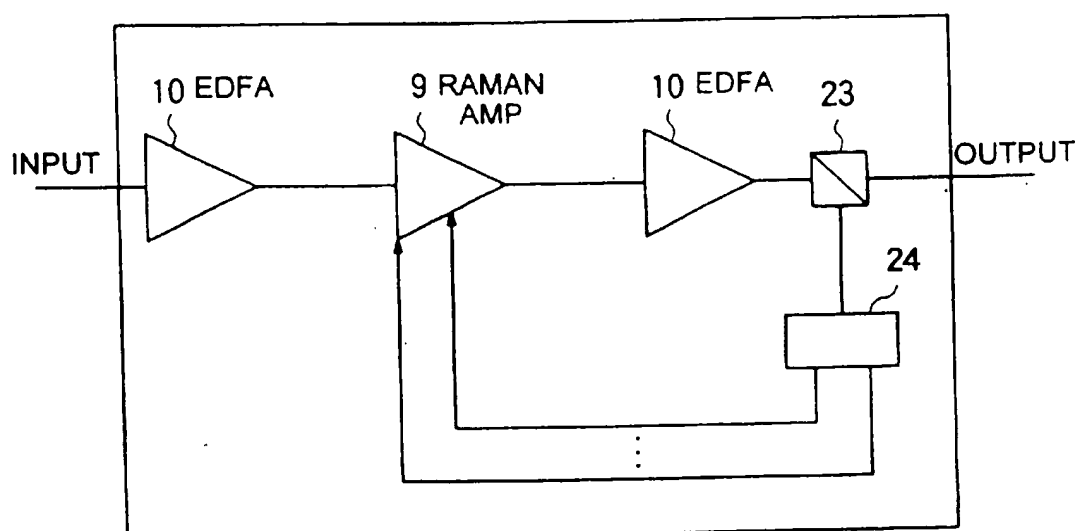 10 EDFA
9 RAMAN
AMP
10 EDFA
23
INPUT
OUTPUT
24